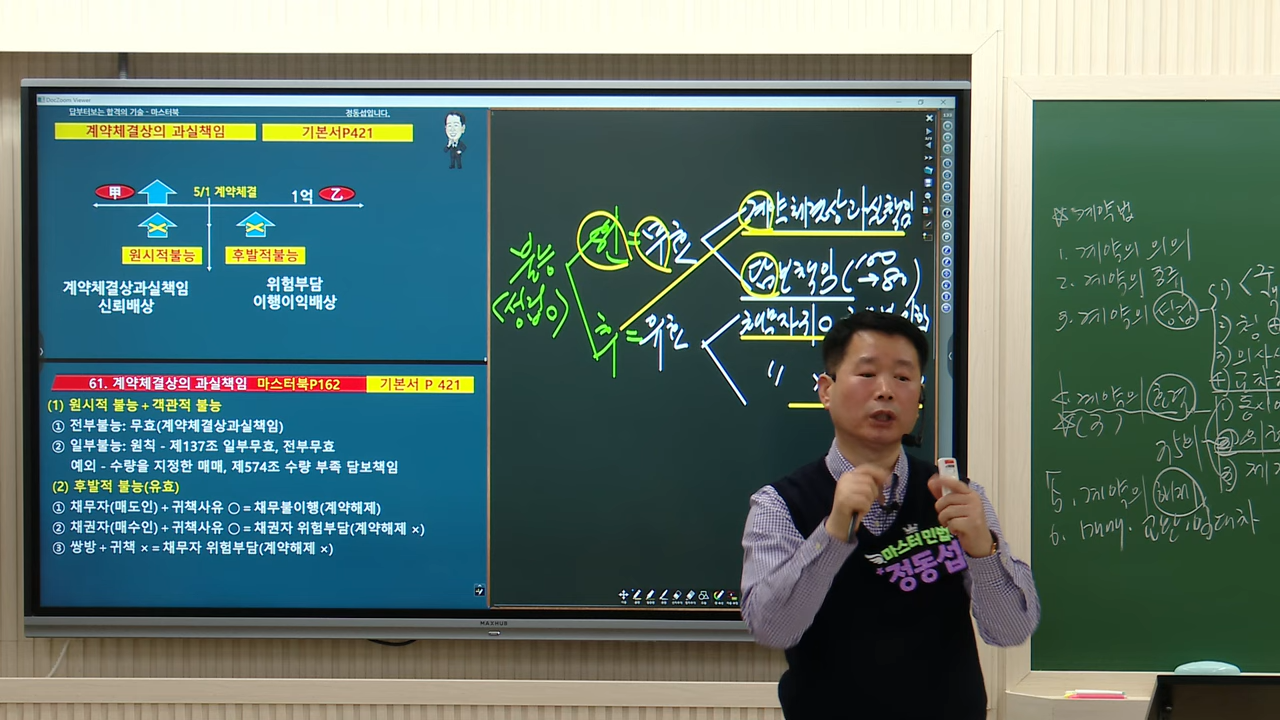 DocZoom Viewer
답부터보는 합격의 기술 - 마스터북
정동섭입니다.
계약체결상의 과실책임
기본서P421
甲
5/1 계약체결
1억
乙
원시적불능
후발적불능
계약체결상과실책임
신뢰배상
위험부담
이행이익배상
61. 계약체결상의 과실책임 마스터북P162
기본서 P 421
(1) 원시적 불능 + 객관적 불능
① 전부불능: 무효(계약체결상과실책임)
② 일부불능: 원칙 - 제137조 일부무효, 전부무효
예외 - 수량을 지정한 매매, 제574조 수량 부족 담보책임
(2) 후발적 불능(유효)
① 채무자(매도인) + 귀책사유 ○ = 채무불이행(계약해제)
② 채권자(매수인) + 귀책사유 ○ = 채권자 위험부담(계약해제 ×)
③ 쌍방 + 귀책 × = 채무자 위험부담(계약해제 ×)
불능
(성립 o)
원 = 무효
계약체결상과실책임
담보책임 (100 → 80)
후 = 유효
채무자귀 o
〃
MAXHUB
마스터민법
정동섭
계약법
1. 계약의 의의
2. 계약의 종류
3. 계약의 성립
4. 계약의 효력
5. 계약의 해제
6. 매매. 교환. 임대차